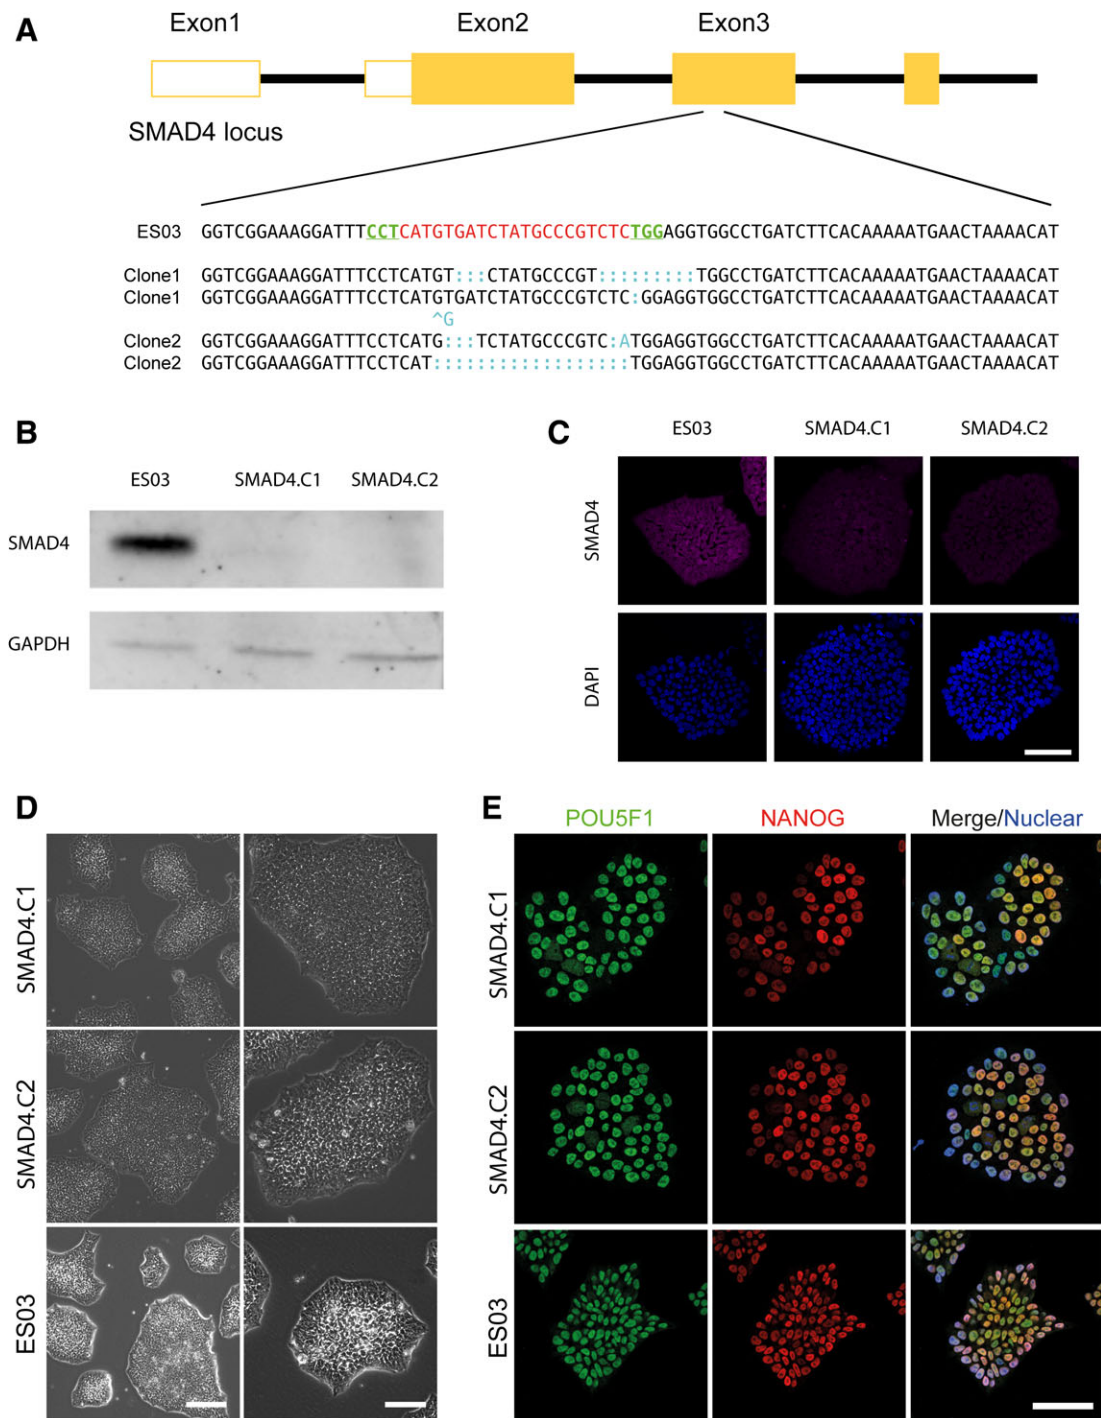 A
Exon1 Exon2 Exon3
SMAD4 locus
ES03 GGTCGGAAAGGATTTCCTCATGTGATCTATGCCCGTCTCTGGAGGTGGCCTGATCTTCACAAAAATGAACTAAAACAT
Clone1 GGTCGGAAAGGATTTCCTCATGT:::CTATGCCCGT:::::::::TGGCCTGATCTTCACAAAAATGAACTAAAACAT
Clone1 GGTCGGAAAGGATTTCCTCATGTGATCTATGCCCGTCTC:GGAGGTGGCCTGATCTTCACAAAAATGAACTAAAACAT
^G
Clone2 GGTCGGAAAGGATTTCCTCATG:::TCTATGCCCGTC:ATGGAGGTGGCCTGATCTTCACAAAAATGAACTAAAACAT
Clone2 GGTCGGAAAGGATTTCCTCAT::::::::::::::::::TGGAGGTGGCCTGATCTTCACAAAAATGAACTAAAACAT
B
ES03 SMAD4.C1 SMAD4.C2
SMAD4
GAPDH
C
ES03 SMAD4.C1 SMAD4.C2
SMAD4
DAPI
D
SMAD4.C1
SMAD4.C2
ES03
E
POU5F1 NANOG Merge/Nuclear
SMAD4.C1
SMAD4.C2
ES03